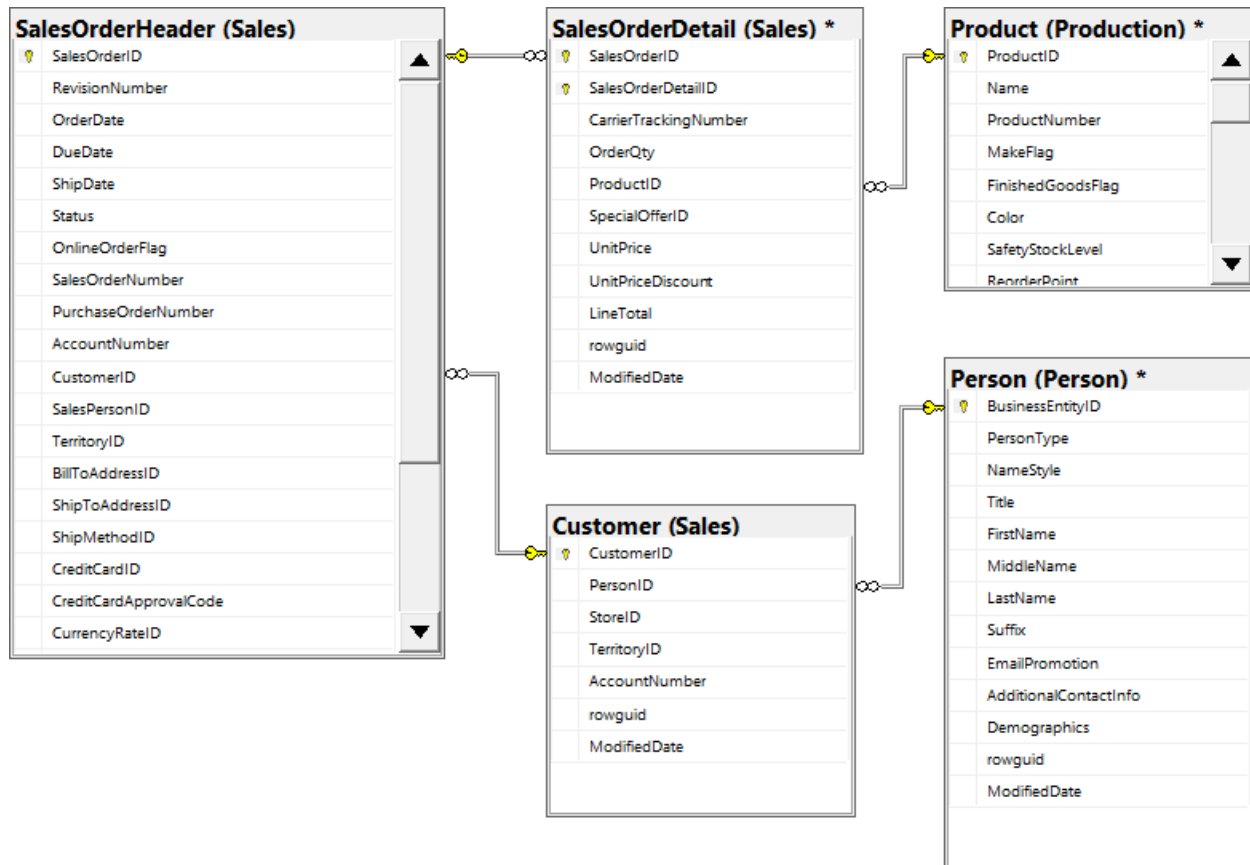 SalesOrderHeader (Sales)
SalesOrderID
RevisionNumber
OrderDate
DueDate
ShipDate
Status
OnlineOrderFlag
SalesOrderNumber
PurchaseOrderNumber
AccountNumber
CustomerID
SalesPersonID
TerritoryID
BillToAddressID
ShipToAddressID
ShipMethodID
CreditCardID
CreditCardApprovalCode
CurrencyRateID
SalesOrderDetail (Sales) *
SalesOrderID
SalesOrderDetailID
CarrierTrackingNumber
OrderQty
ProductID
SpecialOfferID
UnitPrice
UnitPriceDiscount
LineTotal
rowguid
ModifiedDate
Product (Production) *
ProductID
Name
ProductNumber
MakeFlag
FinishedGoodsFlag
Color
SafetyStockLevel
ReorderPoint
Customer (Sales)
CustomerID
PersonID
StoreID
TerritoryID
AccountNumber
rowguid
ModifiedDate
Person (Person) *
BusinessEntityID
PersonType
NameStyle
Title
FirstName
MiddleName
LastName
Suffix
EmailPromotion
AdditionalContactInfo
Demographics
rowguid
ModifiedDate